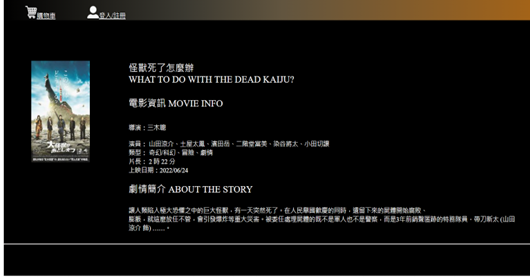 購物車 登入/註冊
怪獸死了怎麼辦
WHAT TO DO WITH THE DEAD KAIJU?
電影資訊 MOVIE INFO
導演：三木聰
演員： 山田涼介、土屋太鳳、濱田岳、二階堂富美、染谷將太、小田切讓
類型： 奇幻/科幻、冒險、劇情
片長： 2 時 22 分
上映日期：2022/06/24
劇情簡介 ABOUT THE STORY
讓人類陷入極大恐懼之中的巨大怪獸，有一天突然死了。在人民舉國歡慶的同時，遺留下來的屍體開始腐敗、
膨脹，就這麼放任不管，會引發爆炸等重大災害。被委任處理屍體的既不是軍人也不是警察，而是3年前銷聲匿跡的特務隊員，帶刀斬太 (山田
涼介 飾) ........。